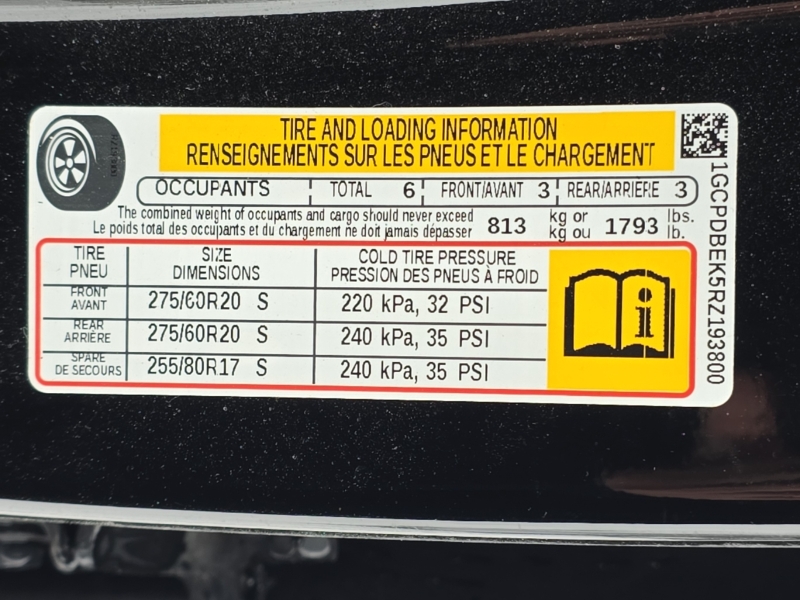 TIRE AND LOADING INFORMATION
RENSEIGNEMENTS SUR LES PNEUS ET LE CHARGEMENT
OCCUPANTS TOTAL 6 FRONT/AVANT 3 REAR/ARRIÈRE 3
The combined weight of occupants and cargo should never exceed 813 kg or 1793 lbs.
Le poids total des occupants et du chargement ne doit jamais dépasser kg ou lb.
TIRE SIZE COLD TIRE PRESSURE
PNEU DIMENSIONS PRESSION DES PNEUS À FROID
FRONT
AVANT 275/60R20 S 220 kPa, 32 PSI
REAR
ARRIÈRE 275/60R20 S 240 kPa, 35 PSI
SPARE
DE SECOURS 255/80R17 S 240 kPa, 35 PSI
1GCPDBEK5RZ193800